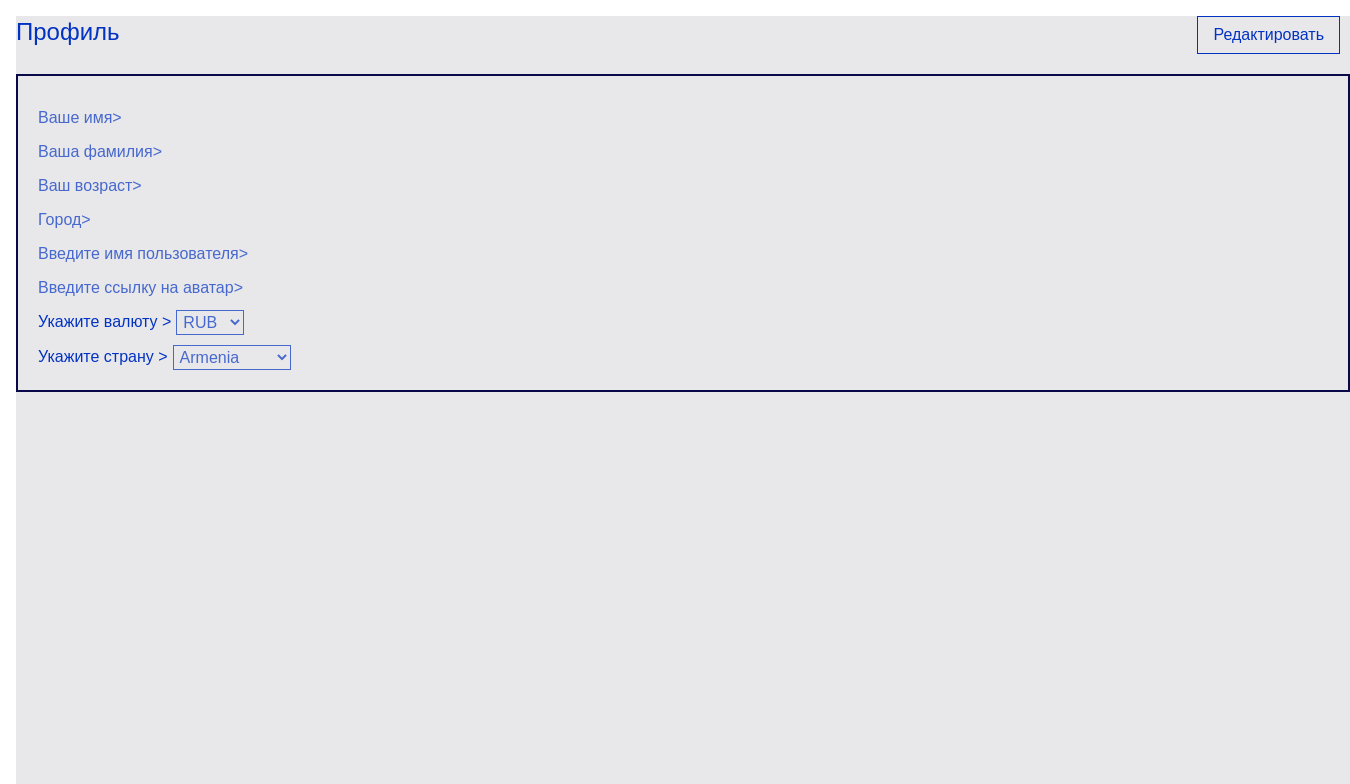 Профиль
Редактировать
Ваше имя>
Ваша фамилия>
Ваш возраст>
Город>
Введите имя пользователя>
Введите ссылку на аватар>
Укажите валюту > RUB
Укажите страну > Armenia